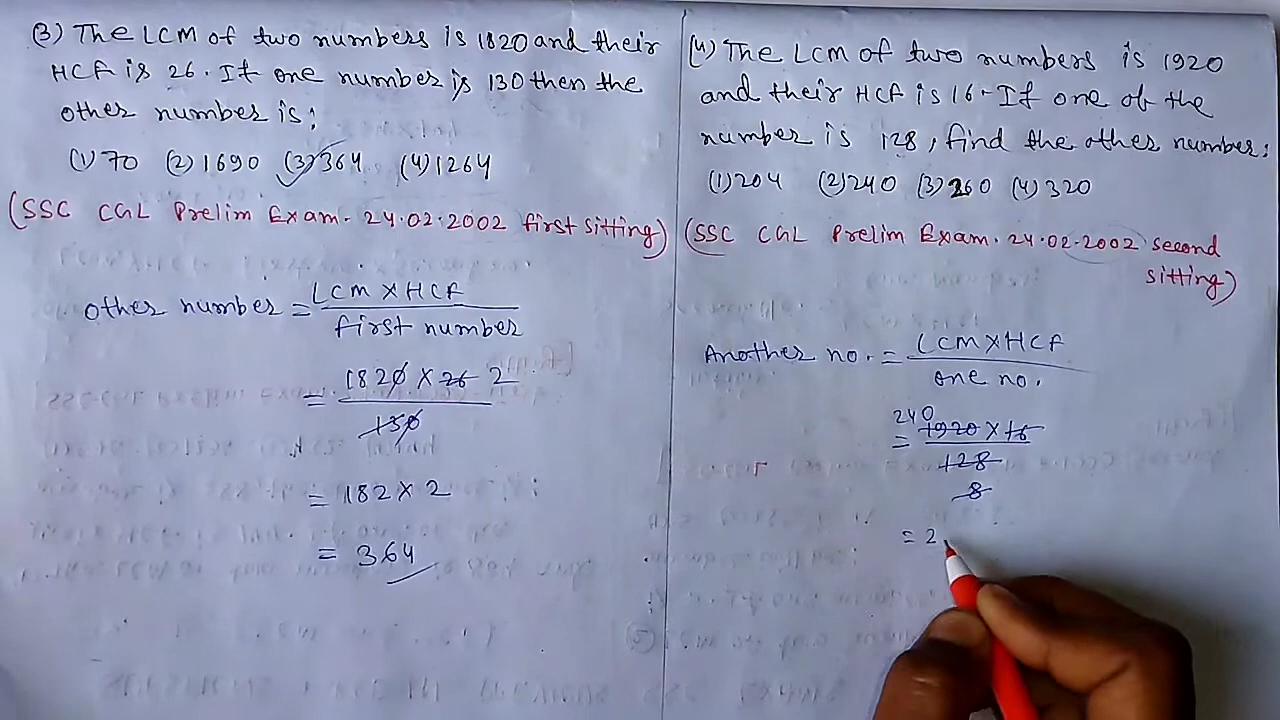 (3) The LCM of two numbers is 1820 and their
HCF is 26. If one number is 130 then the
other number is:
(1) 70 (2) 1690 (3) 364 (4) 1264
(SSC CGL Prelim Exam. 24.02.2002 first sitting)
other number = LCM X HCF
first number
= 1820 X 26 2
130
= 182 X 2
= 364
(4) The LCM of two numbers is 1920
and their HCF is 16. If one of the
number is 128, find the other number:
(1) 204 (2) 240 (3) 260 (4) 320
(SSC CGL Prelim Exam. 24.02.2002 second
sitting)
Another no. = LCM X HCF
one no.
240
= 1920 X 16
128
8
= 2